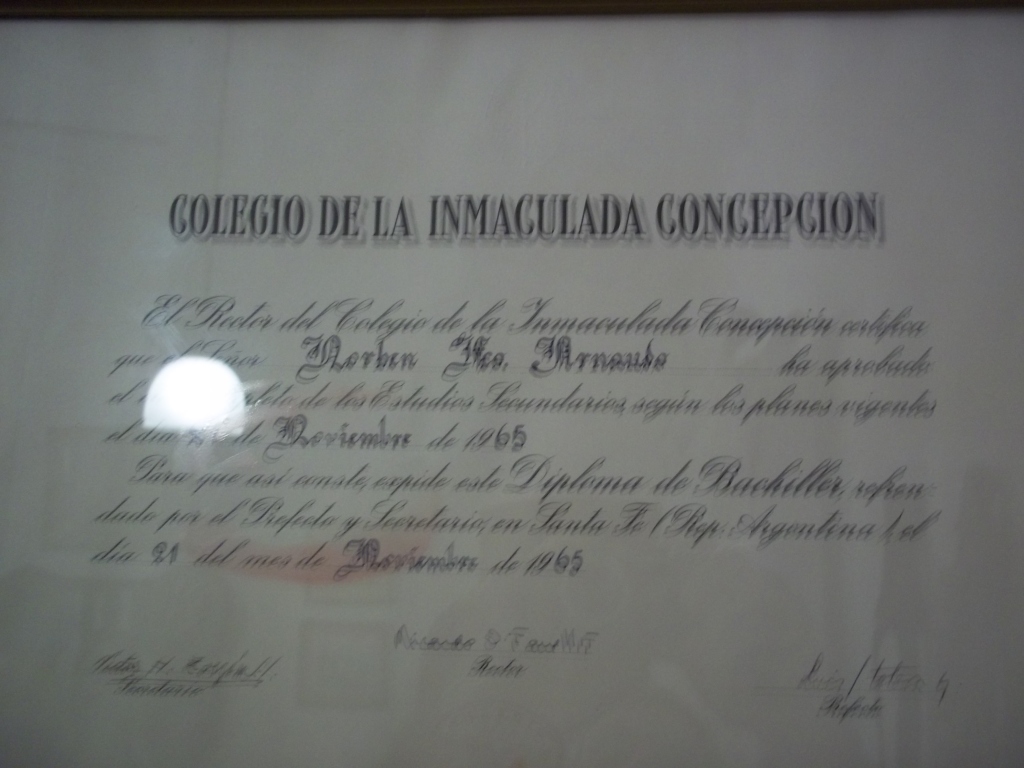 COLEGIO DE LA INMACULADA CONCEPCION
El Rector del Colegio de la Inmaculada Concepción certifica
que el Señor Norben Fco. Arnaudo ha aprobado
el de los Estudios Secundarios, según los planes vigentes
el día de Noviembre de 1965
Para que así conste, expide este Diploma de Bachiller, refren-
dado por el Prefecto y Secretario, en Santa Fe (Rep. Argentina), el
día 21 del mes de Noviembre de 1965
Rector
Secretario
Prefecto